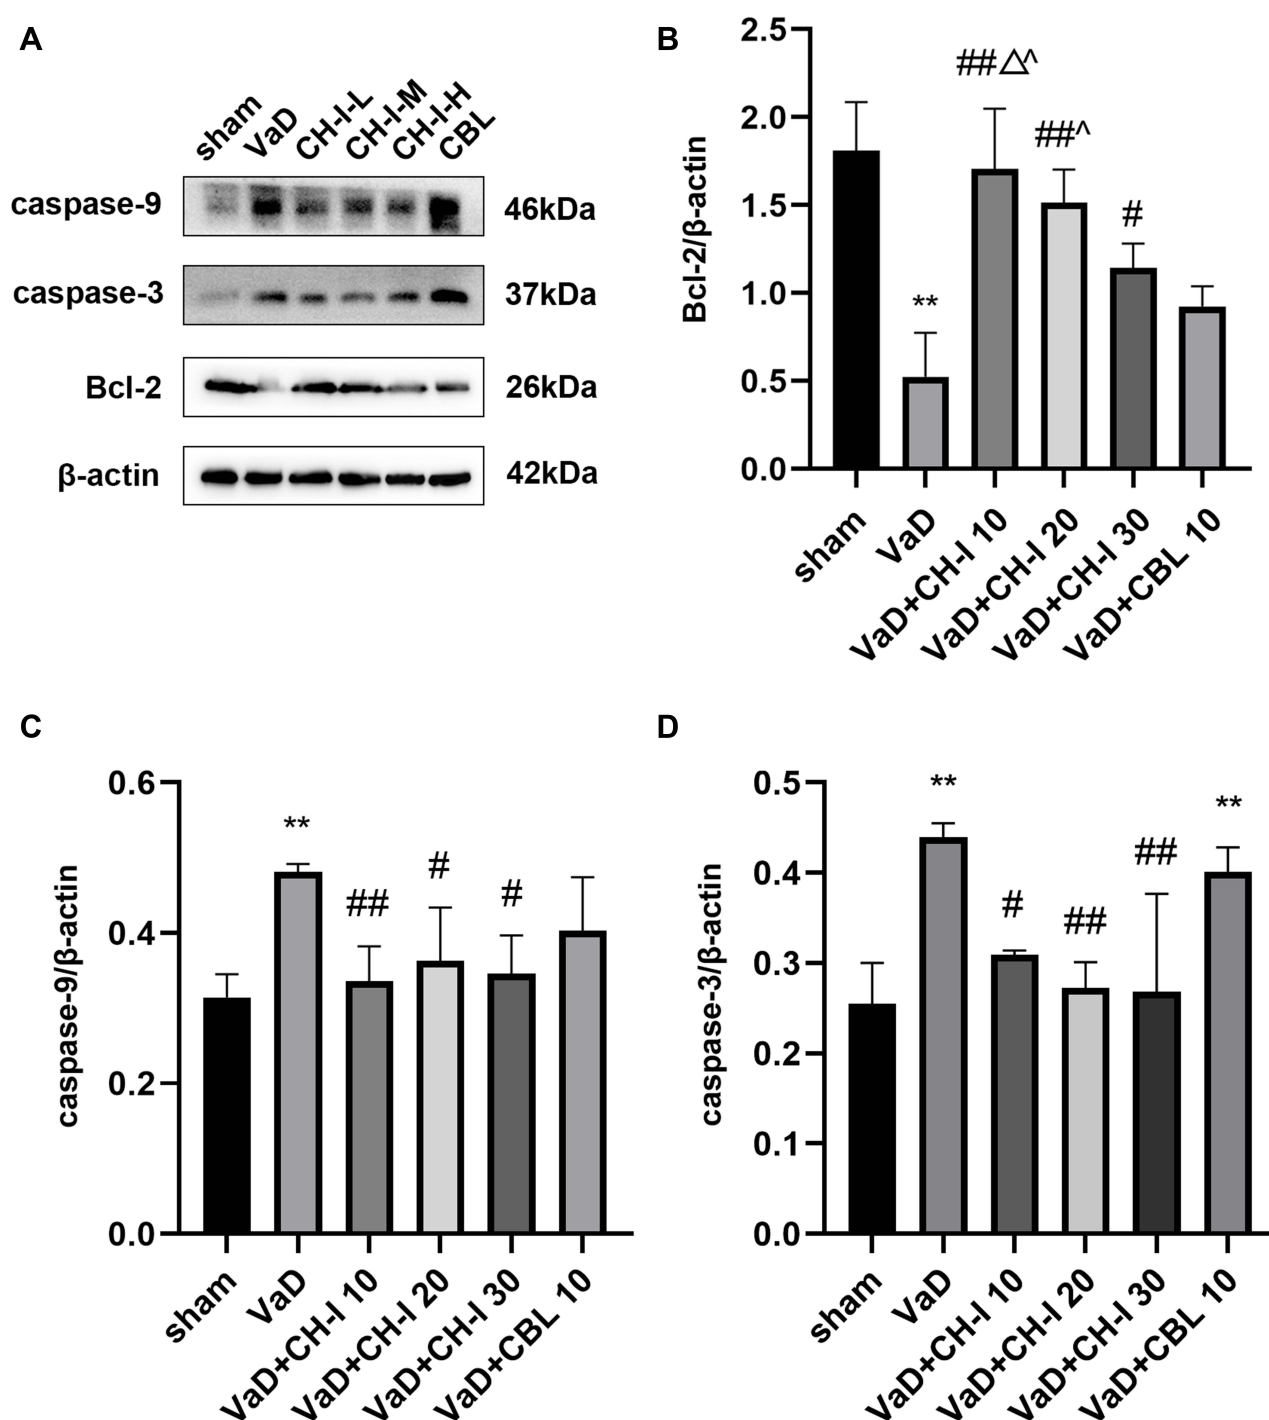 A
sham
VaD
CH-I-L
CH-I-M
CH-I-H
CBL
caspase-9
46kDa
caspase-3
37kDa
Bcl-2
26kDa
β-actin
42kDa
B
Bcl-2/β-actin
2.5
2.0
1.5
1.0
0.5
0.0
**
##△^
##^
#
sham
VaD
VaD+CH-I 10
VaD+CH-I 20
VaD+CH-I 30
VaD+CBL 10
C
caspase-9/β-actin
0.6
0.4
0.2
0.0
**
##
#
#
sham
VaD
VaD+CH-I 10
VaD+CH-I 20
VaD+CH-I 30
VaD+CBL 10
D
caspase-3/β-actin
0.5
0.4
0.3
0.2
0.1
0.0
**
#
##
##
**
sham
VaD
VaD+CH-I 10
VaD+CH-I 20
VaD+CH-I 30
VaD+CBL 10